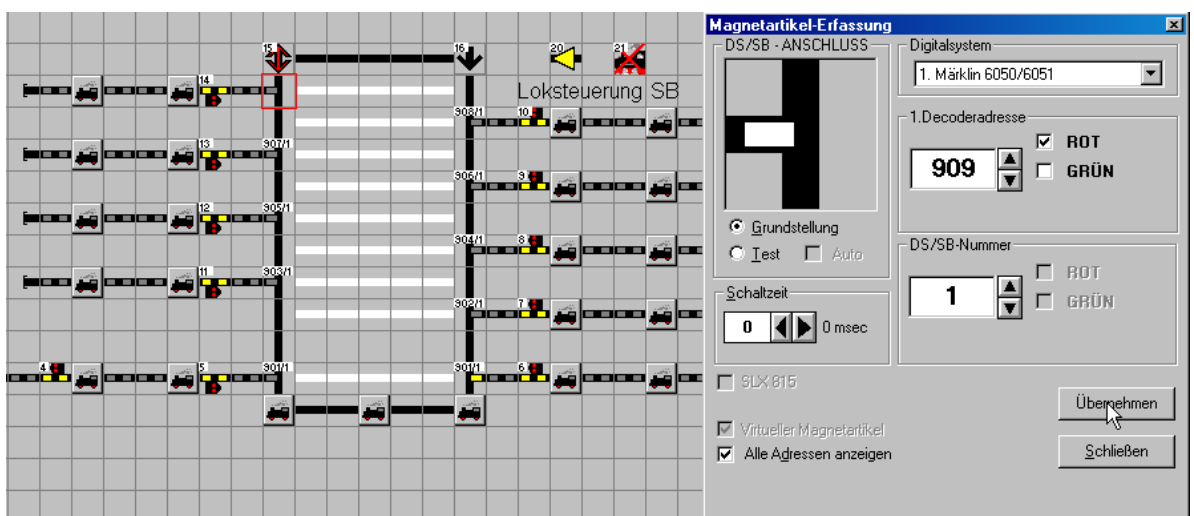 15
16
20
21
14
Loksteuerung SB
908/1
10
13
907/1
906/1
9
12
905/1
904/1
8
11
903/1
902/1
7
4
5
901/1
901/1
6
Magnetartikel-Erfassung
DS/SB - ANSCHLUSS
Grundstellung
Test
Auto
Schaltzeit
0
0 msec
SLX 815
Virtueller Magnetartikel
Alle Adressen anzeigen
Digitalsystem
1. Märklin 6050/6051
1.Decoderadresse
909
ROT
GRÜN
DS/SB-Nummer
1
ROT
GRÜN
Übernehmen
Schließen